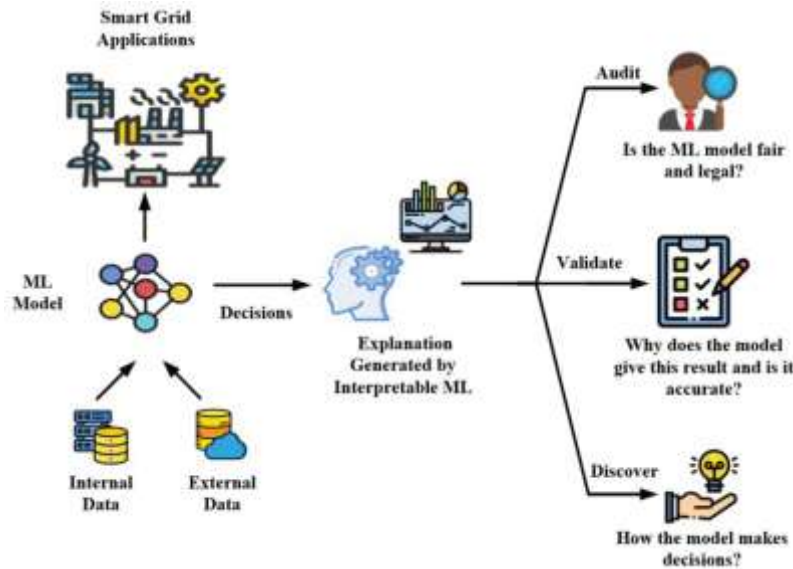 Smart Grid
Applications
ML
Model
Internal
Data
External
Data
Decisions
Explanation
Generated by
Interpretable ML
Audit
Is the ML model fair
and legal?
Validate
Why does the model
give this result and is it
accurate?
Discover
How the model makes
decisions?